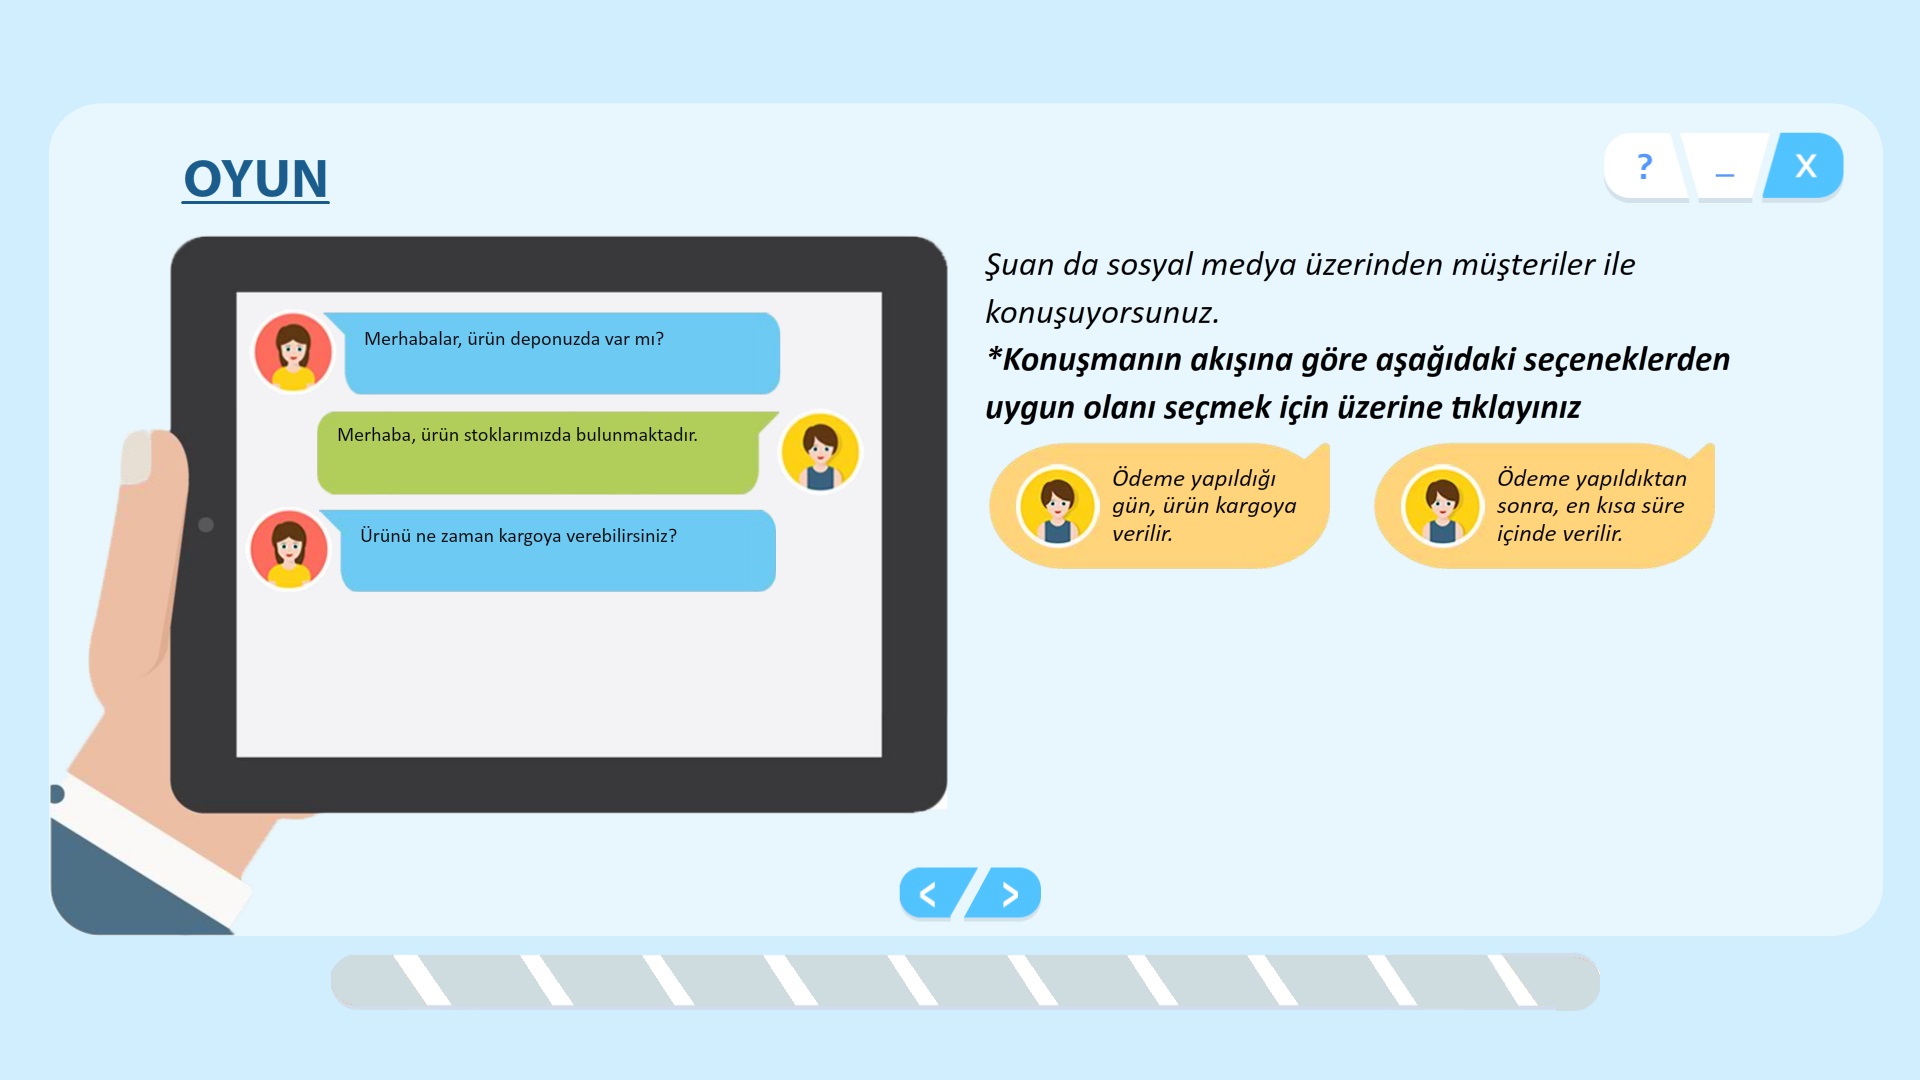 OYUN
? _ X
Merhabalar, ürün deponuzda var mı?
Merhaba, ürün stoklarımızda bulunmaktadır.
Ürünü ne zaman kargoya verebilirsiniz?
Şuan da sosyal medya üzerinden müşteriler ile
konuşuyorsunuz.
*Konuşmanın akışına göre aşağıdaki seçeneklerden
uygun olanı seçmek için üzerine tıklayınız
Ödeme yapıldığı
gün, ürün kargoya
verilir.
Ödeme yapıldıktan
sonra, en kısa süre
içinde verilir.
< >